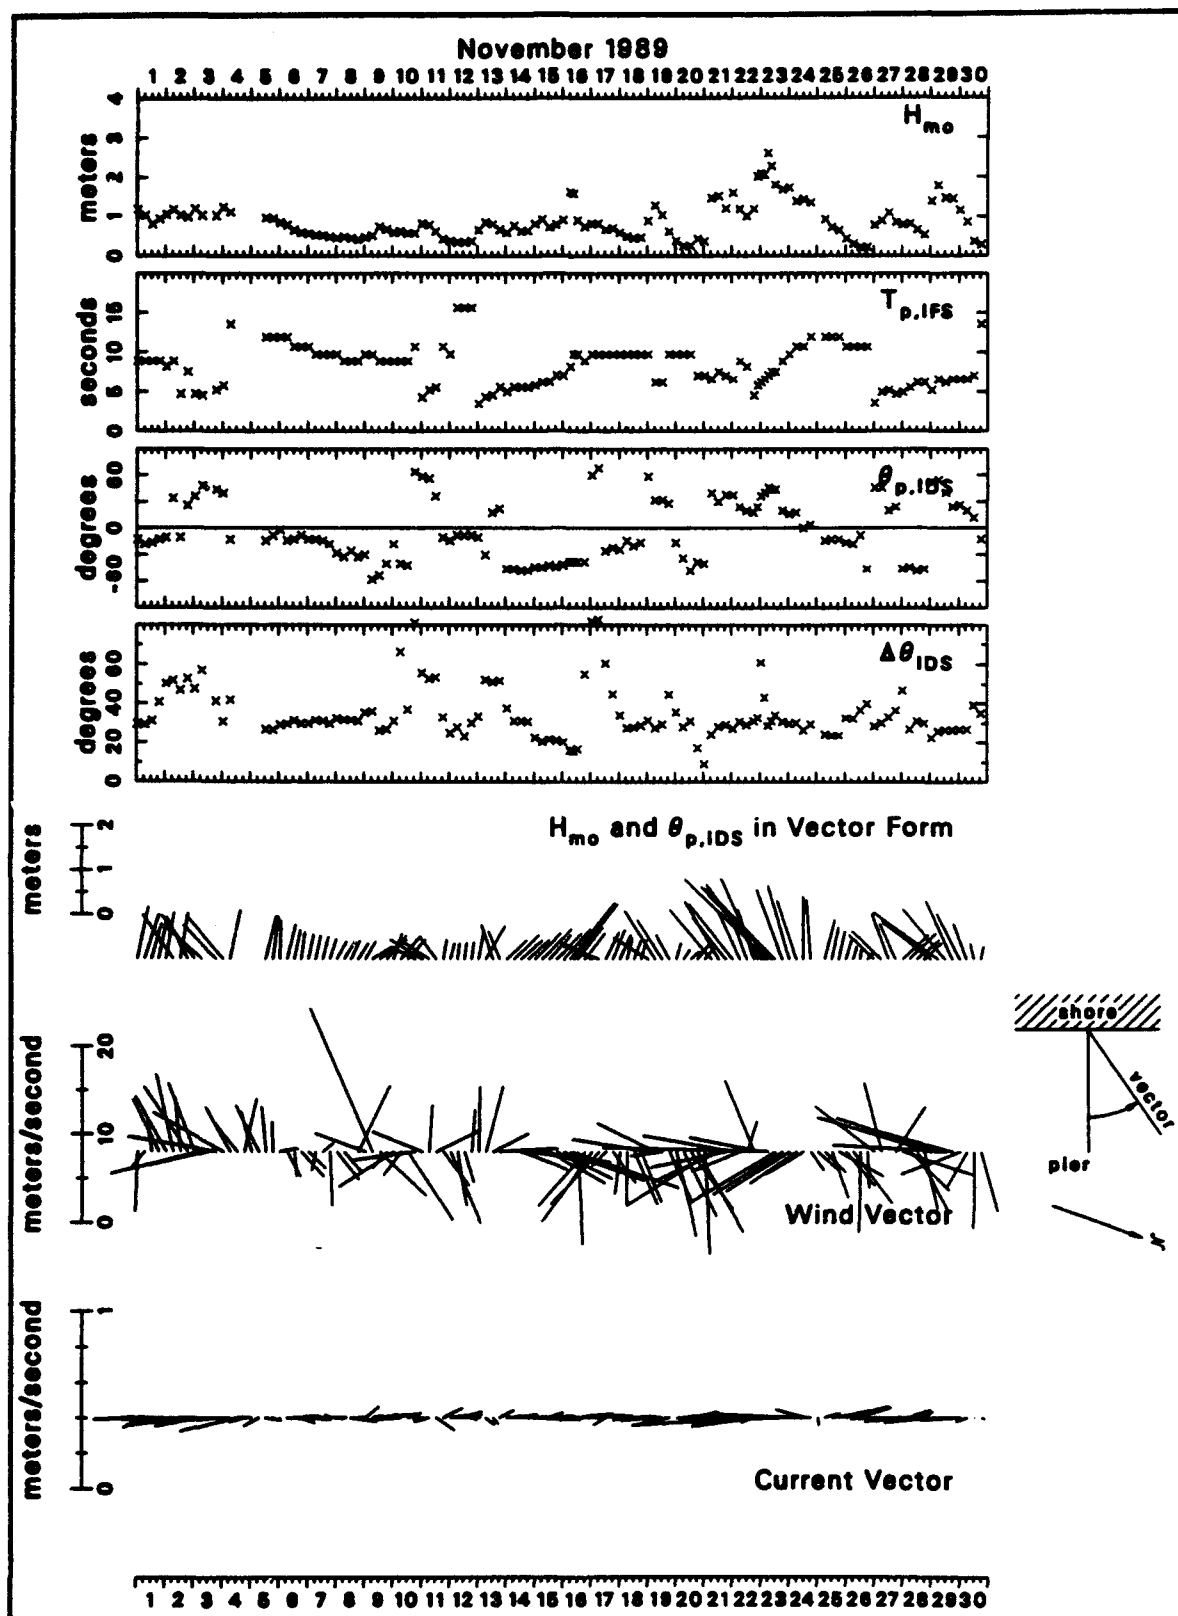 November 1989
1 2 3 4 5 6 7 8 9 10 11 12 13 14 15 16 17 18 19 20 21 22 23 24 25 26 27 28 29 30
meters
4
3
2
1
0
Hmo
seconds
15
10
5
0
Tp,IFS
degrees
60
0
-60
θp,IDS
degrees
60
40
20
0
ΔθIDS
meters
2
1
0
Hmo and θp,IDS in Vector Form
meters/second
20
10
0
Wind Vector
shore
vector
pier
N
meters/second
1
0
Current Vector
1 2 3 4 5 6 7 8 9 10 11 12 13 14 15 16 17 18 19 20 21 22 23 24 25 26 27 28 29 30